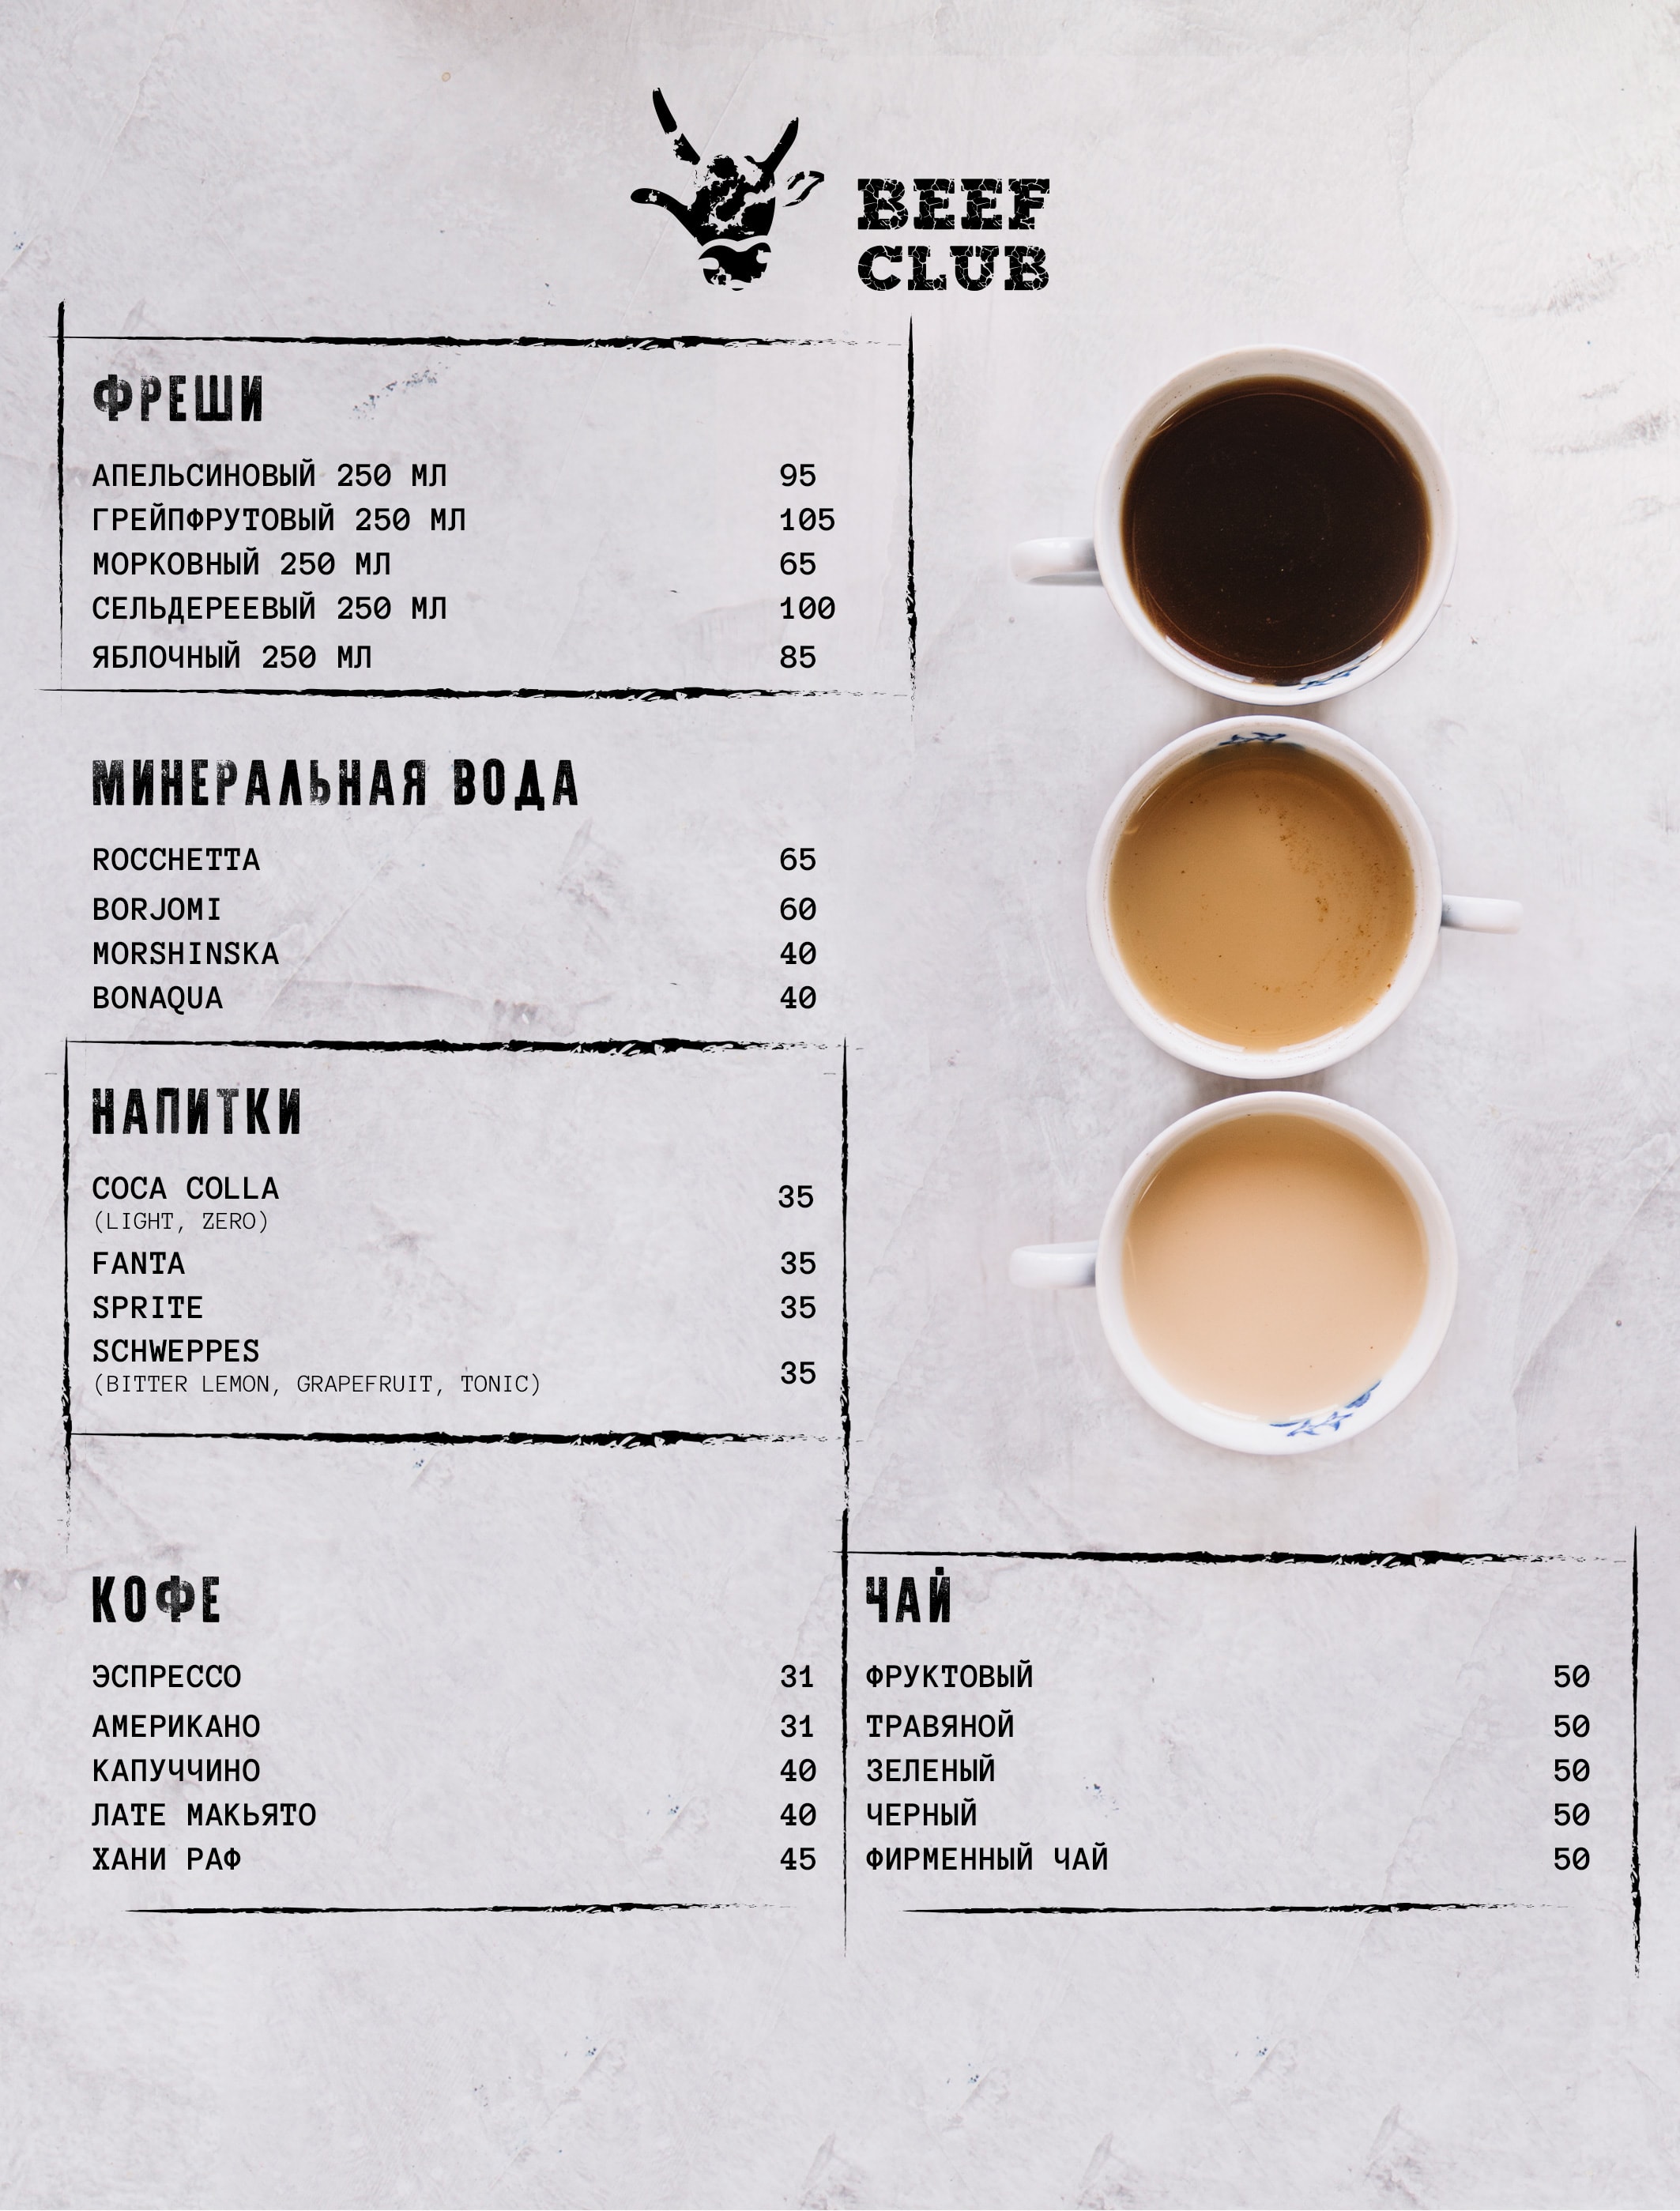 BEEF
CLUB
ФРЕШИ
АПЕЛЬСИНОВЫЙ 250 МЛ 95
ГРЕЙПФРУТОВЫЙ 250 МЛ 105
МОРКОВНЫЙ 250 МЛ 65
СЕЛЬДЕРЕЕВЫЙ 250 МЛ 100
ЯБЛОЧНЫЙ 250 МЛ 85
МИНЕРАЛЬНАЯ ВОДА
ROCCHETTA 65
BORJOMI 60
MORSHINSKA 40
BONAQUA 40
НАПИТКИ
COCA COLLA 35
(LIGHT, ZERO)
FANTA 35
SPRITE 35
SCHWEPPES 35
(BITTER LEMON, GRAPEFRUIT, TONIC)
КОФЕ
ЭСПРЕССО 31
АМЕРИКАНО 31
КАПУЧЧИНО 40
ЛАТЕ МАКЬЯТО 40
ХАНИ РАФ 45
ЧАЙ
ФРУКТОВЫЙ 50
ТРАВЯНОЙ 50
ЗЕЛЕНЫЙ 50
ЧЕРНЫЙ 50
ФИРМЕННЫЙ ЧАЙ 50